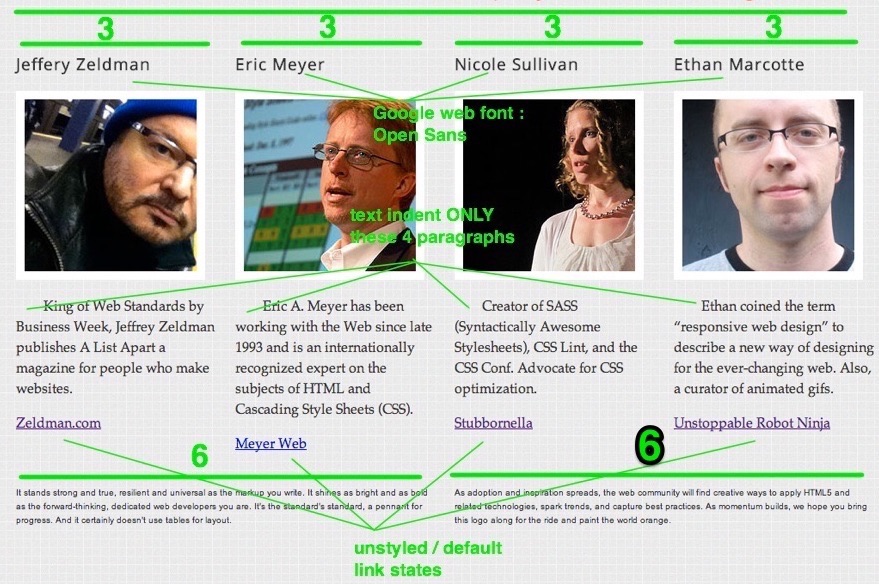 3 3 3 3
Jeffery Zeldman
Eric Meyer
Nicole Sullivan
Ethan Marcotte
Google web font :
Open Sans
text indent ONLY
these 4 paragraphs
King of Web Standards by
Business Week, Jeffrey Zeldman
publishes A List Apart a
magazine for people who make
websites.
Zeldman.com
Eric A. Meyer has been
working with the Web since late
1993 and is an internationally
recognized expert on the
subjects of HTML and
Cascading Style Sheets (CSS).
Meyer Web
Creator of SASS
(Syntactically Awesome
Stylesheets), CSS Lint, and the
CSS Conf. Advocate for CSS
optimization.
Stubbornella
Ethan coined the term
“responsive web design” to
describe a new way of designing
for the ever-changing web. Also,
a curator of animated gifs.
Unstoppable Robot Ninja
6 6
It stands strong and true, resilient and universal as the markup you write. It shines as bright and as bold
as the forward-thinking, dedicated web developers you are. It's the standard's standard, a pennant for
progress. And it certainly doesn't use tables for layout.
As adoption and inspiration spreads, the web community will find creative ways to apply HTML5 and
related technologies, spark trends, and capture best practices. As momentum builds, we hope you bring
this logo along for the ride and paint the world orange.
unstyled / default
link states